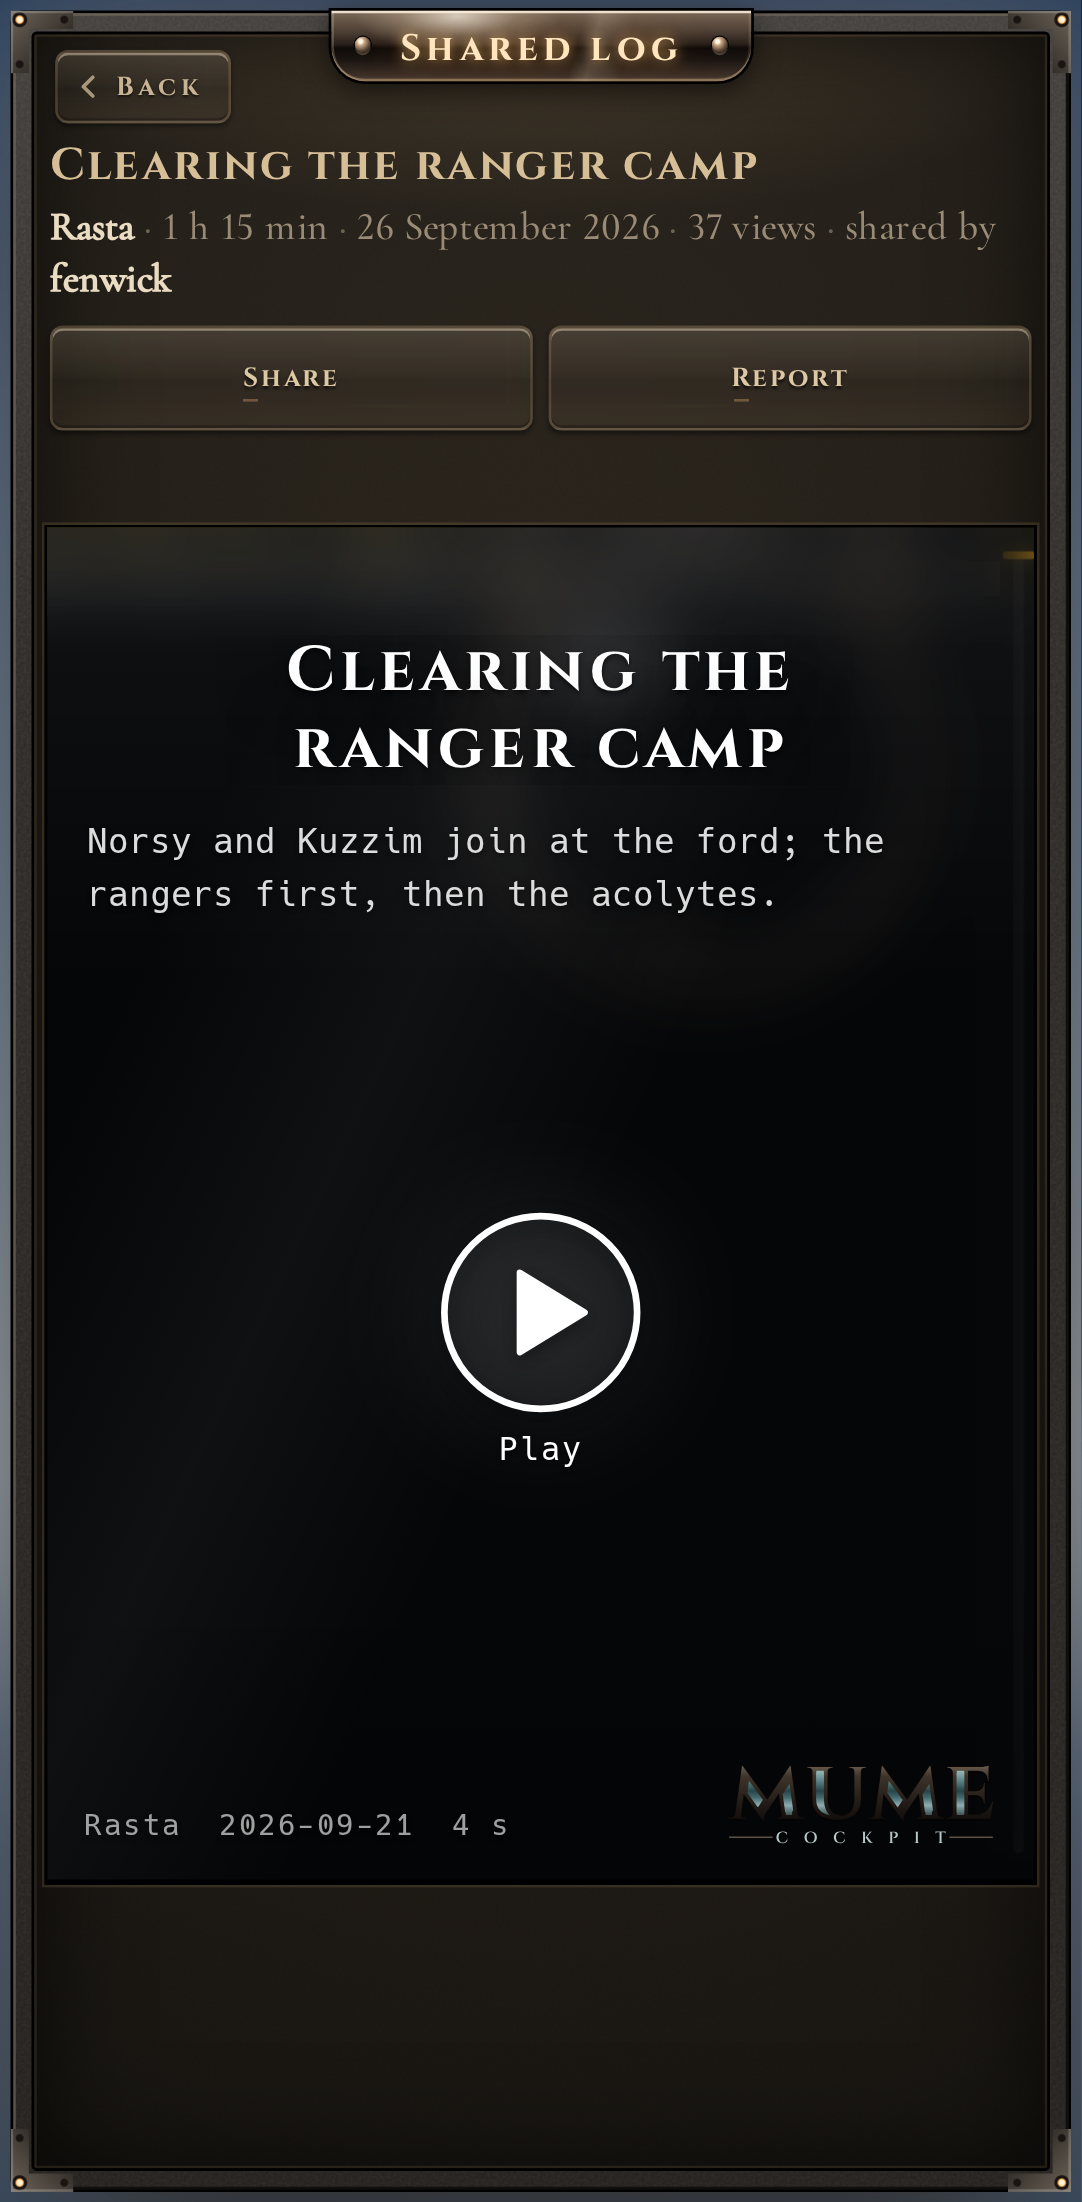 Shared log
Back
Clearing the ranger camp
Rasta · 1 h 15 min · 26 September 2026 · 37 views · shared by
fenwick
Share
Report
Clearing the
ranger camp
Norsy and Kuzzim join at the ford; the
rangers first, then the acolytes.
Play
MUME
COCKPIT
Rasta 2026-09-21 4 s